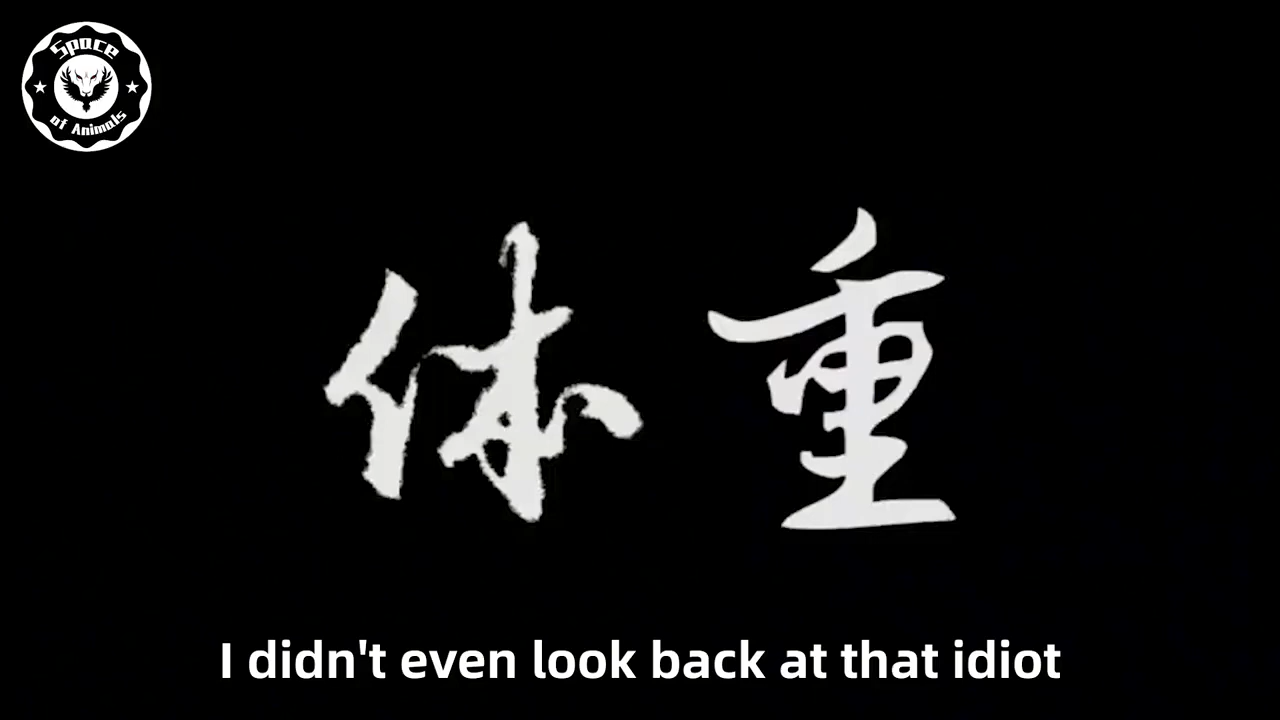 Space
of Animals
体重
I didn't even look back at that idiot